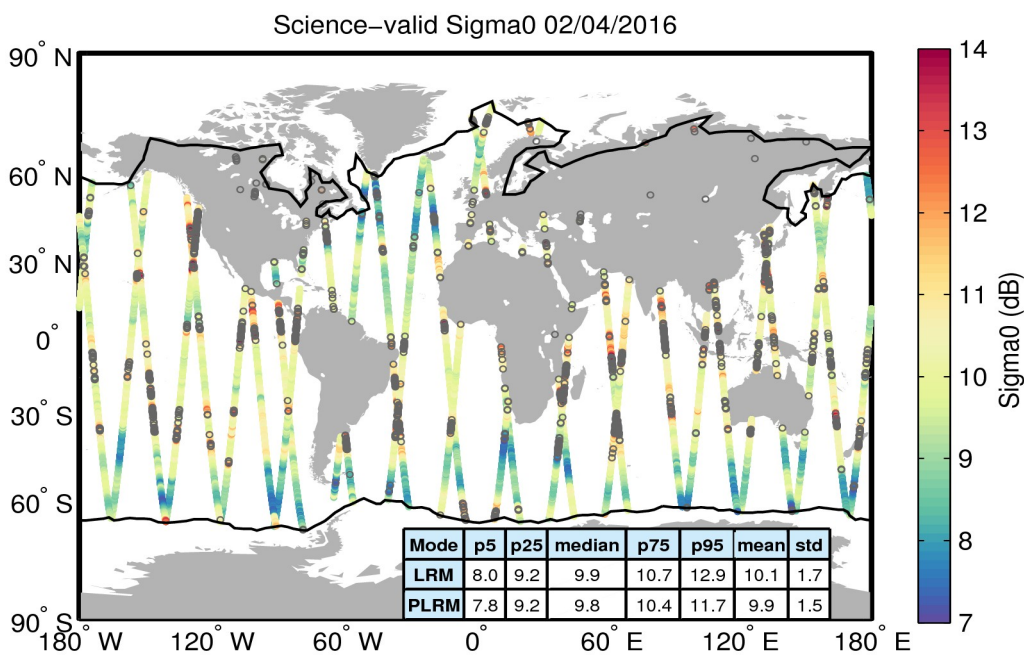 Science−valid Sigma0 02/04/2016
90° N
60° N
30° N
0°
30° S
60° S
90° S
180° W 120° W 60° W 0° 60° E 120° E 180° E
14
13
12
11
10
9
8
7
Sigma0 (dB)
Mode p5 p25 median p75 p95 mean std
LRM 8.0 9.2 9.9 10.7 12.9 10.1 1.7
PLRM 7.8 9.2 9.8 10.4 11.7 9.9 1.5